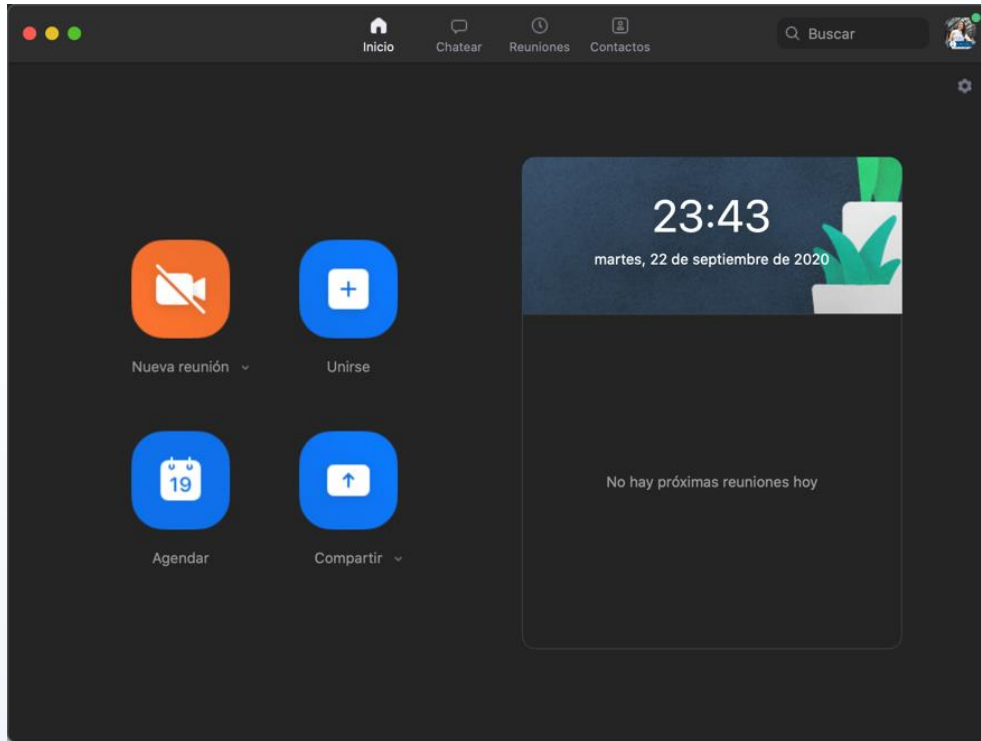 Inicio
Chatear
Reuniones
Contactos
Buscar
23:43
martes, 22 de septiembre de 2020
Nueva reunión
Unirse
19
Agendar
Compartir
No hay próximas reuniones hoy